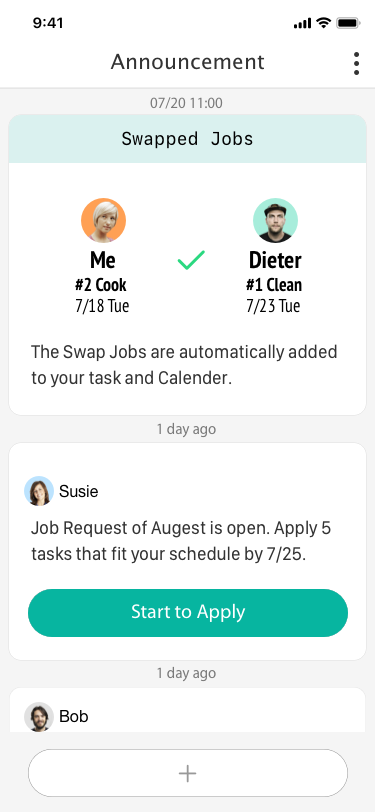 9:41
Announcement
07/20 11:00
Swapped Jobs
Me
Dieter
#2 Cook
#1 Clean
7/18 Tue
7/23 Tue
The Swap Jobs are automatically added
to your task and Calender.
1 day ago
Susie
Job Request of Augest is open. Apply 5
tasks that fit your schedule by 7/25.
Start to Apply
1 day ago
Bob
+